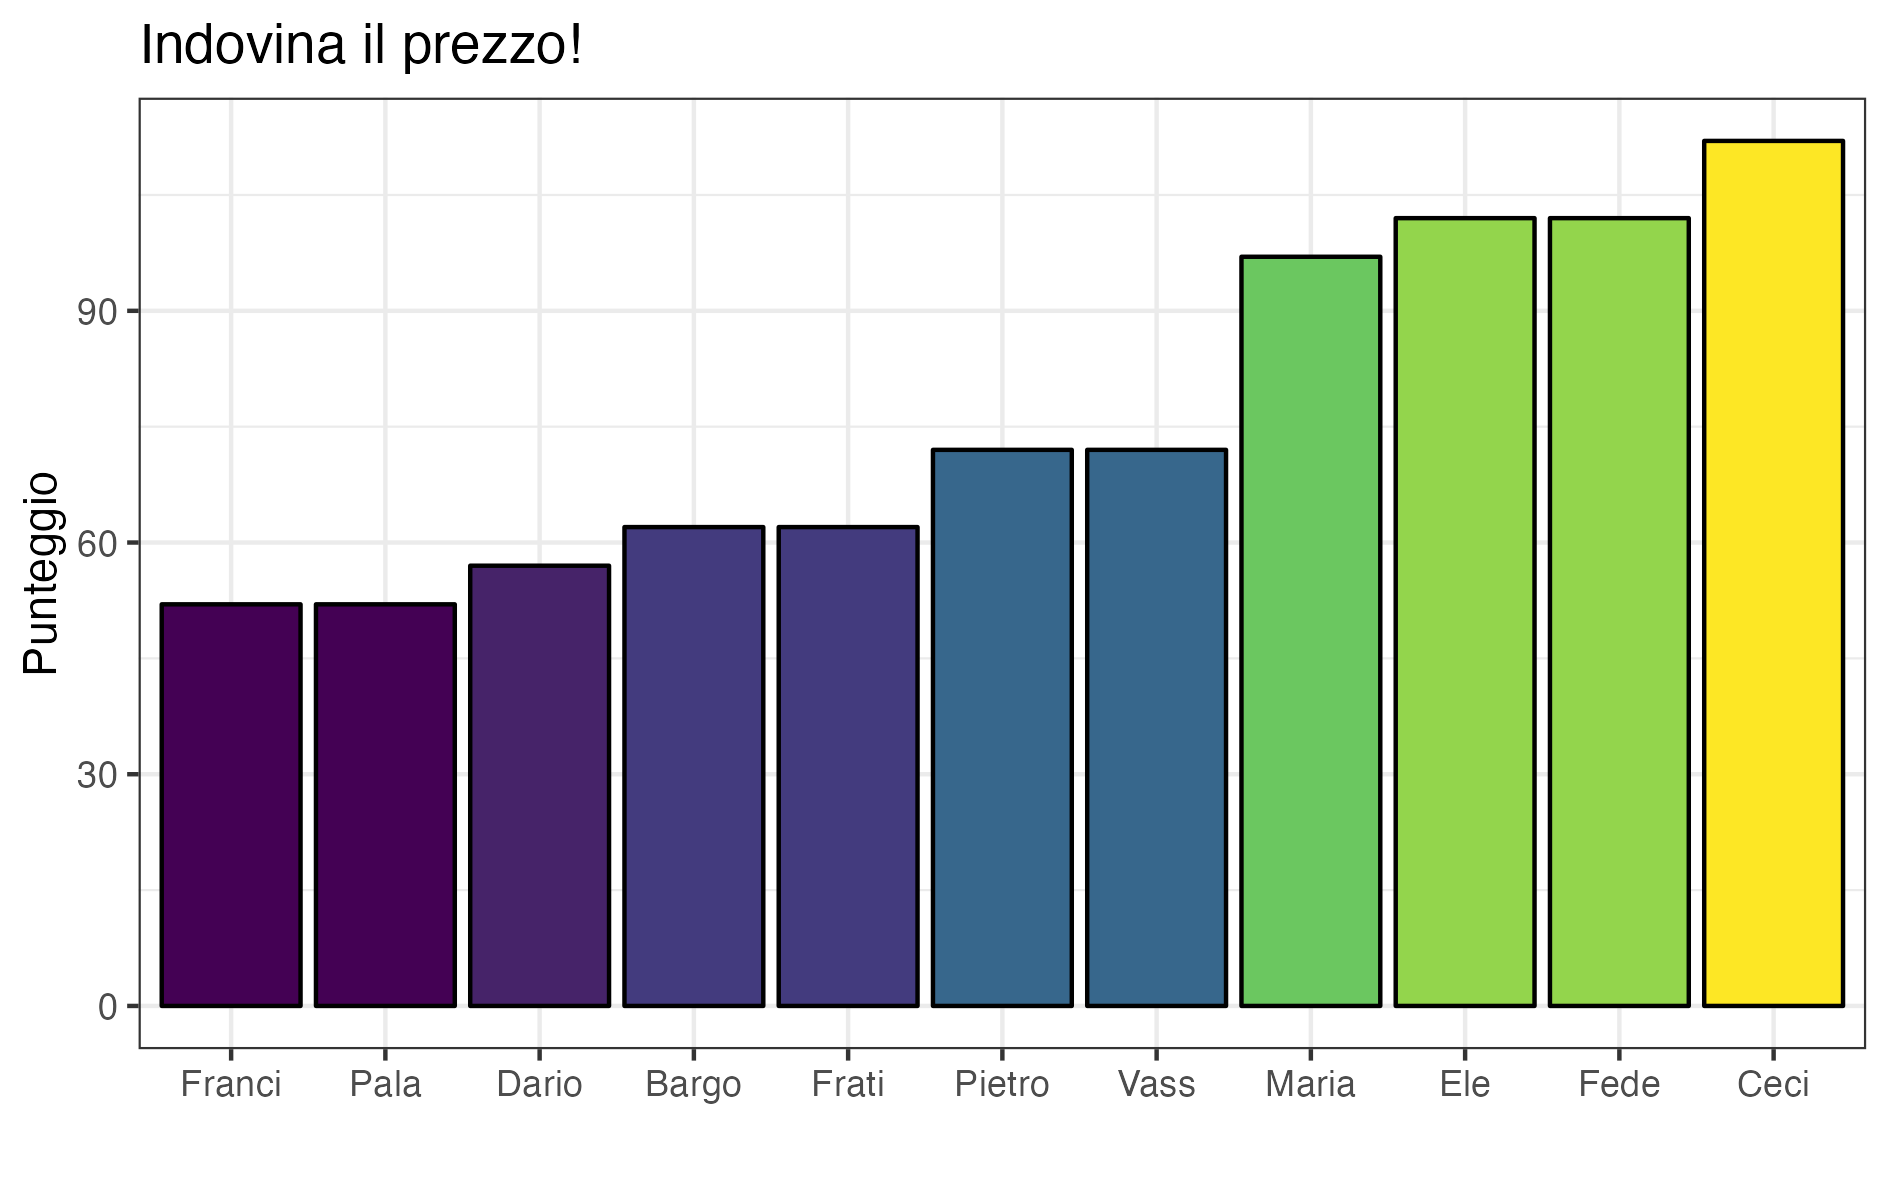 Indovina il prezzo!
Punteggio
90
60
30
0
Franci Pala Dario Bargo Frati Pietro Vass Maria Ele Fede Ceci